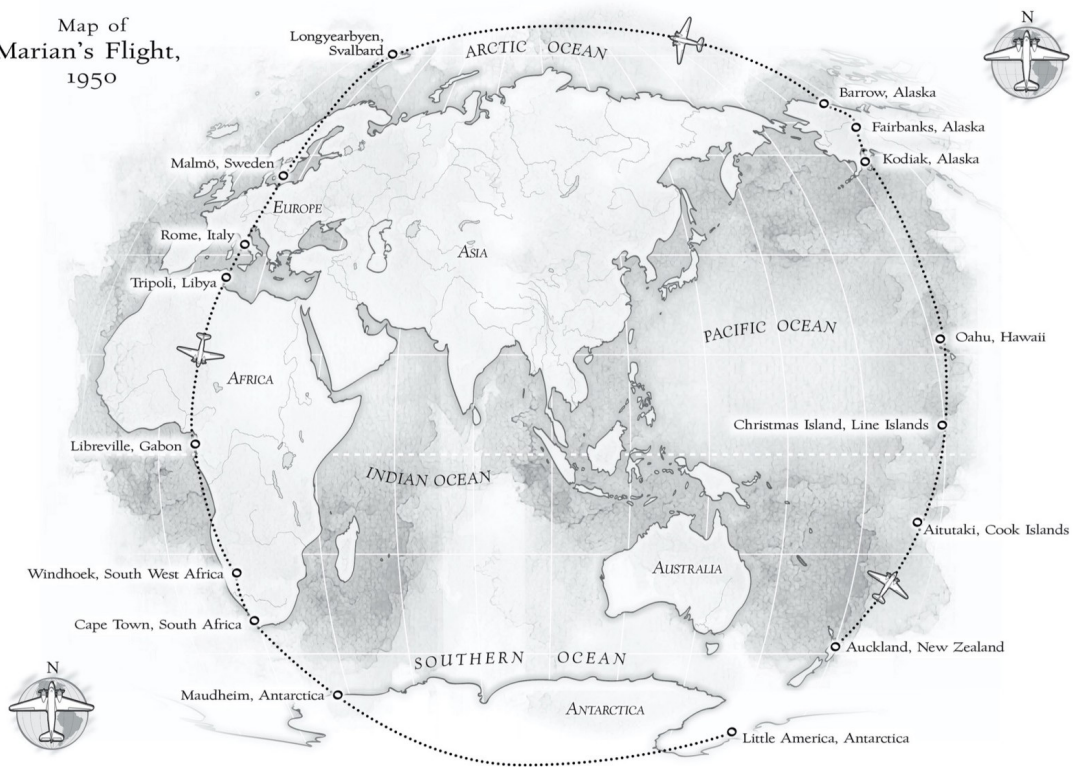 Map of
Marian's Flight,
1950
Longyearbyen,
Svalbard
ARCTIC OCEAN
N
Barrow, Alaska
Fairbanks, Alaska
Kodiak, Alaska
Malmö, Sweden
EUROPE
Rome, Italy
ASIA
Tripoli, Libya
PACIFIC OCEAN
Oahu, Hawaii
AFRICA
Christmas Island, Line Islands
Libreville, Gabon
INDIAN OCEAN
Aitutaki, Cook Islands
AUSTRALIA
Windhoek, South West Africa
Cape Town, South Africa
Auckland, New Zealand
SOUTHERN OCEAN
N
Maudheim, Antarctica
ANTARCTICA
Little America, Antarctica